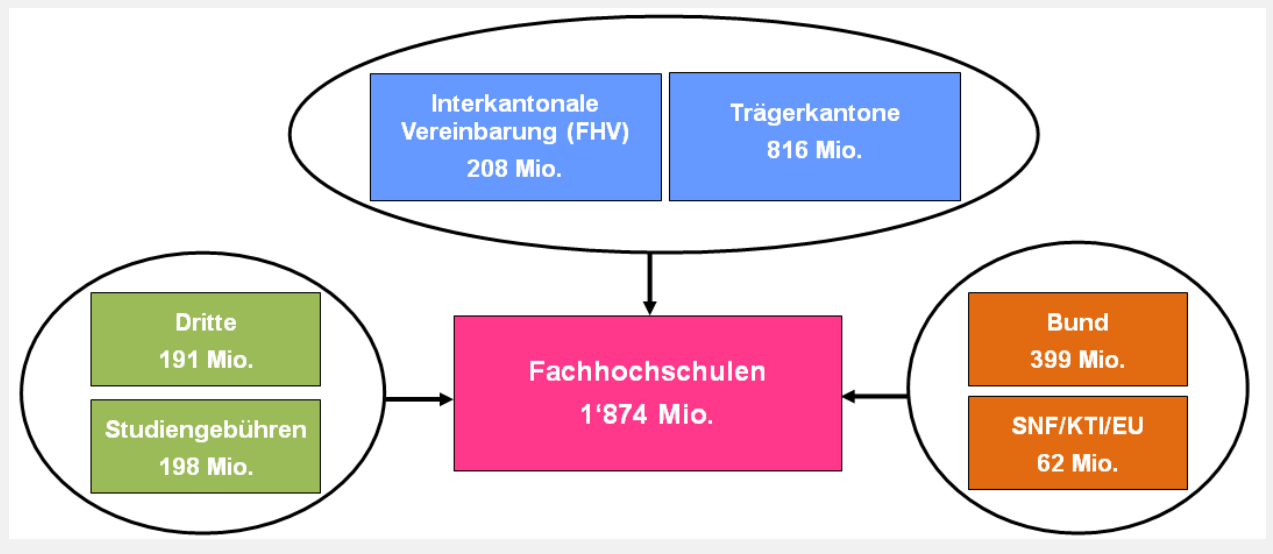 Interkantonale
Vereinbarung (FHV)
208 Mio.
Trägerkantone
816 Mio.
Dritte
191 Mio.
Studiengebühren
198 Mio.
Fachhochschulen
1‘874 Mio.
Bund
399 Mio.
SNF/KTI/EU
62 Mio.